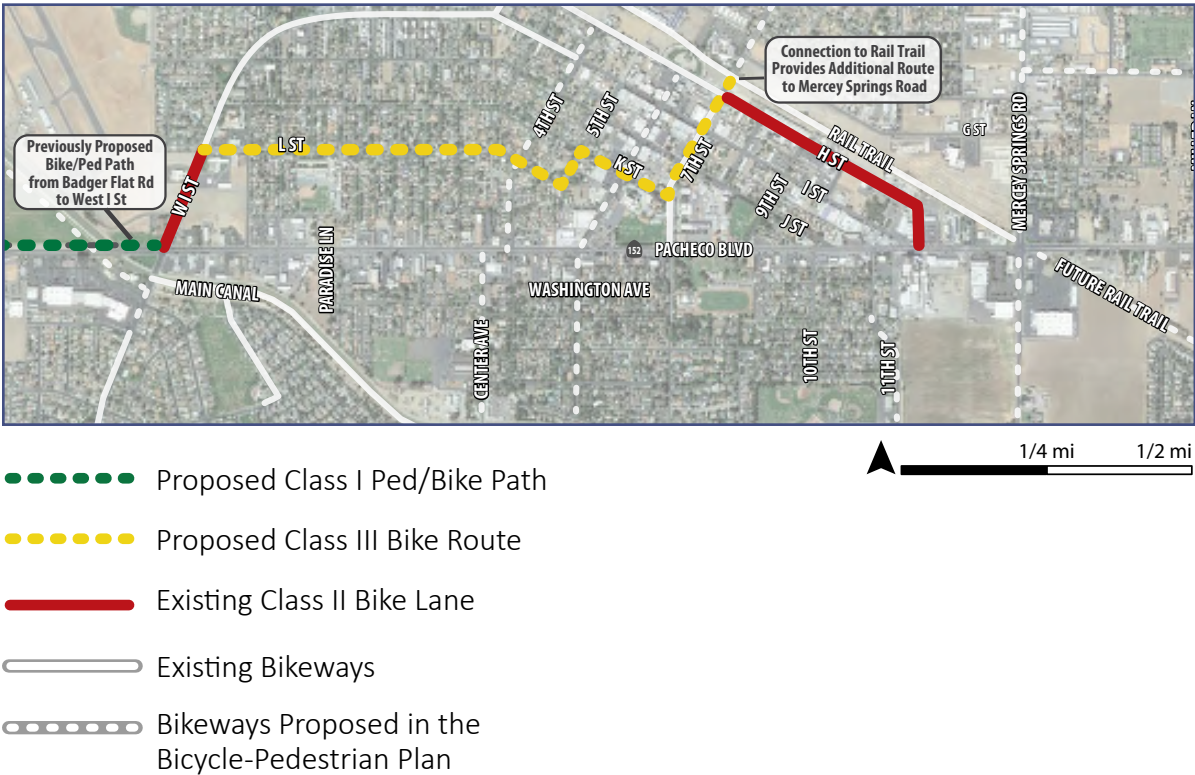 Connection to Rail Trail
Provides Additional Route
to Mercey Springs Road
4TH ST
5TH ST
MERCEY SPRINGS RD
G ST
RAIL TRAIL
H ST
Previously Proposed
Bike/Ped Path
from Badger Flat Rd
to West I St
L ST
K ST
7TH ST
W I ST
9TH ST
I ST
J ST
PARADISE LN
152
PACHECO BLVD
MAIN CANAL
WASHINGTON AVE
FUTURE RAIL TRAIL
CENTER AVE
10TH ST
11TH ST
1/4 mi
1/2 mi
Proposed Class I Ped/Bike Path
Proposed Class III Bike Route
Existing Class II Bike Lane
Existing Bikeways
Bikeways Proposed in the
Bicycle-Pedestrian Plan